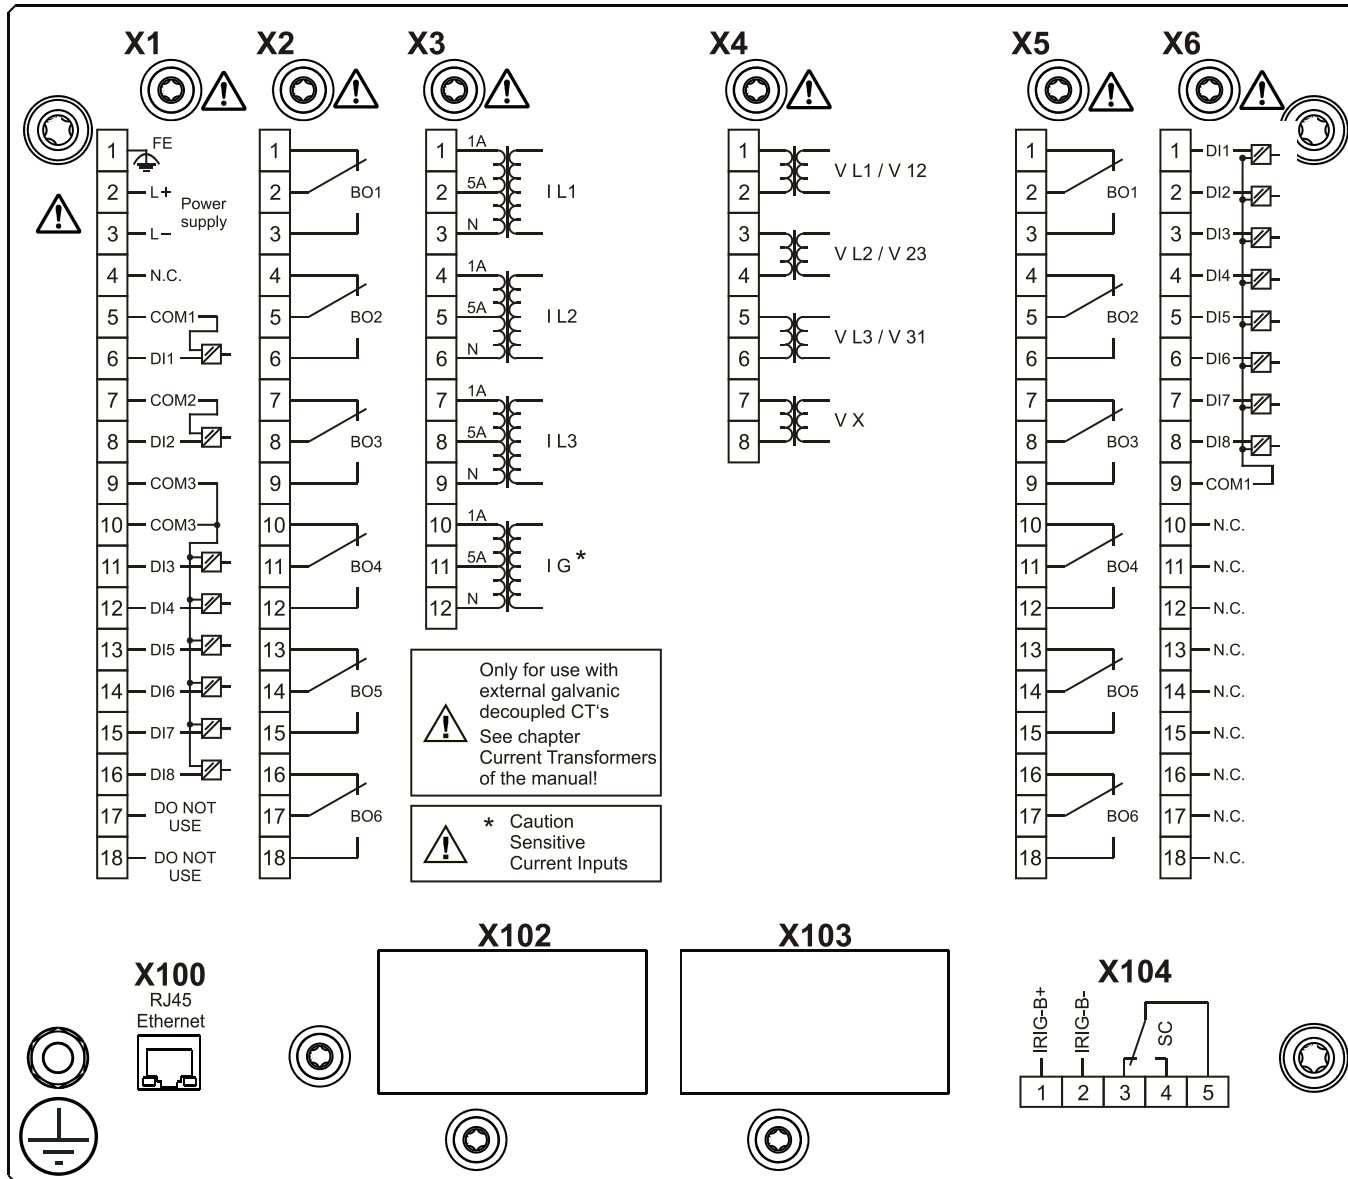 X1
1 FE
2 L+
Power
supply
3 L–
4 N.C.
5 COM1
6 DI1
7 COM2
8 DI2
9 COM3
10 COM3
11 DI3
12 DI4
13 DI5
14 DI6
15 DI7
16 DI8
17 DO NOT
USE
18 DO NOT
USE
X2
1
2 BO1
3
4
5 BO2
6
7
8 BO3
9
10
11 BO4
12
13
14 BO5
15
16
17 BO6
18
X3
1 1A
2 5A I L1
3 N
4 1A
5 5A I L2
6 N
7 1A
8 5A I L3
9 N
10 1A
11 5A I G*
12 N
Only for use with
external galvanic
decoupled CT‘s
See chapter
Current Transformers
of the manual!
* Caution
Sensitive
Current Inputs
X4
1
V L1 / V 12
2
3
V L2 / V 23
4
5
V L3 / V 31
6
7
V X
8
X5
1
2 BO1
3
4
5 BO2
6
7
8 BO3
9
10
11 BO4
12
13
14 BO5
15
16
17 BO6
18
X6
1 DI1
2 DI2
3 DI3
4 DI4
5 DI5
6 DI6
7 DI7
8 DI8
9 COM1
10 N.C.
11 N.C.
12 N.C.
13 N.C.
14 N.C.
15 N.C.
16 N.C.
17 N.C.
18 N.C.
X100
RJ45
Ethernet
X102
X103
X104
IRIG-B+
IRIG-B-
SC
1 2 3 4 5